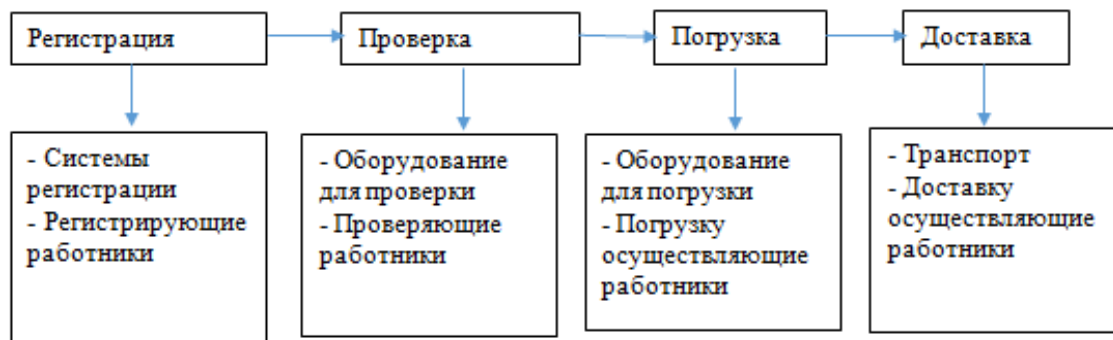 Регистрация
Проверка
Погрузка
Доставка
- Системы
регистрации
- Регистрирующие
работники
- Оборудование
для проверки
- Проверяющие
работники
- Оборудование
для погрузки
- Погрузку
осуществляющие
работники
- Транспорт
- Доставку
осуществляющие
работники